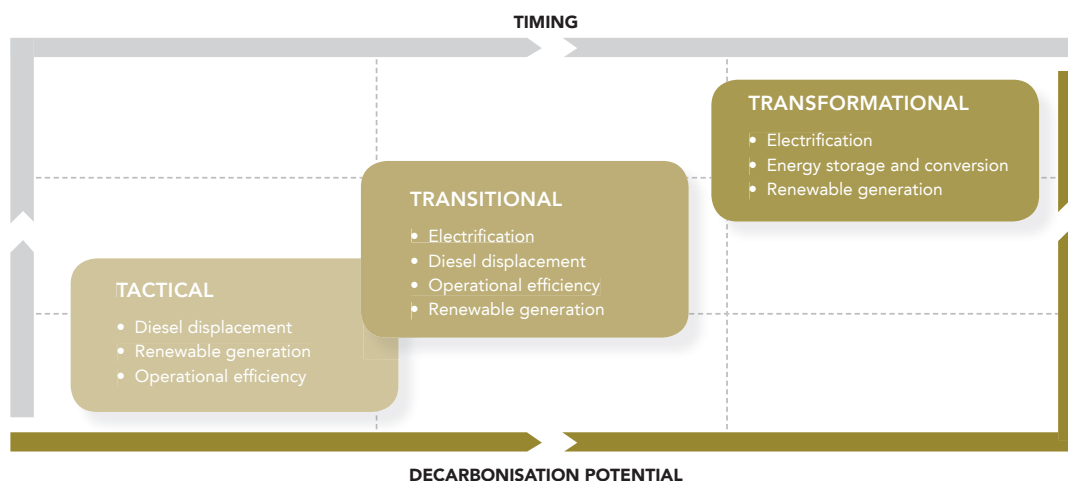 TIMING
TRANSFORMATIONAL
• Electrification
• Energy storage and conversion
• Renewable generation
TRANSITIONAL
• Electrification
• Diesel displacement
• Operational efficiency
• Renewable generation
TACTICAL
• Diesel displacement
• Renewable generation
• Operational efficiency
DECARBONISATION POTENTIAL